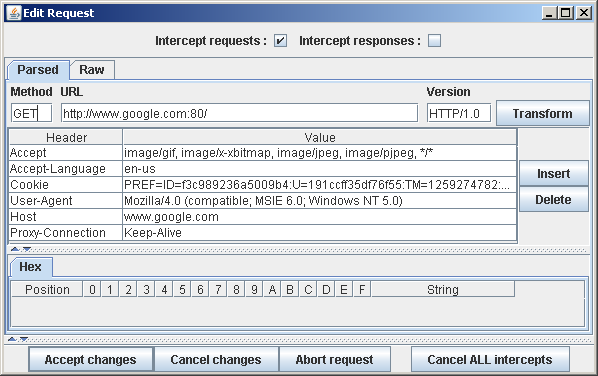 Edit Request
Intercept requests : Intercept responses :
Parsed Raw
Method URL Version
GET http://www.google.com:80/ HTTP/1.0 Transform
Header Value
Accept image/gif, image/x-xbitmap, image/jpeg, image/pjpeg, */*
Accept-Language en-us
Cookie PREF=ID=f3c989236a5009b4:U=191ccff35df76f55:TM=1259274782:...
User-Agent Mozilla/4.0 (compatible; MSIE 6.0; Windows NT 5.0)
Host www.google.com
Proxy-Connection Keep-Alive
Insert
Delete
Hex
Position 0 1 2 3 4 5 6 7 8 9 A B C D E F String
Accept changes Cancel changes Abort request Cancel ALL intercepts